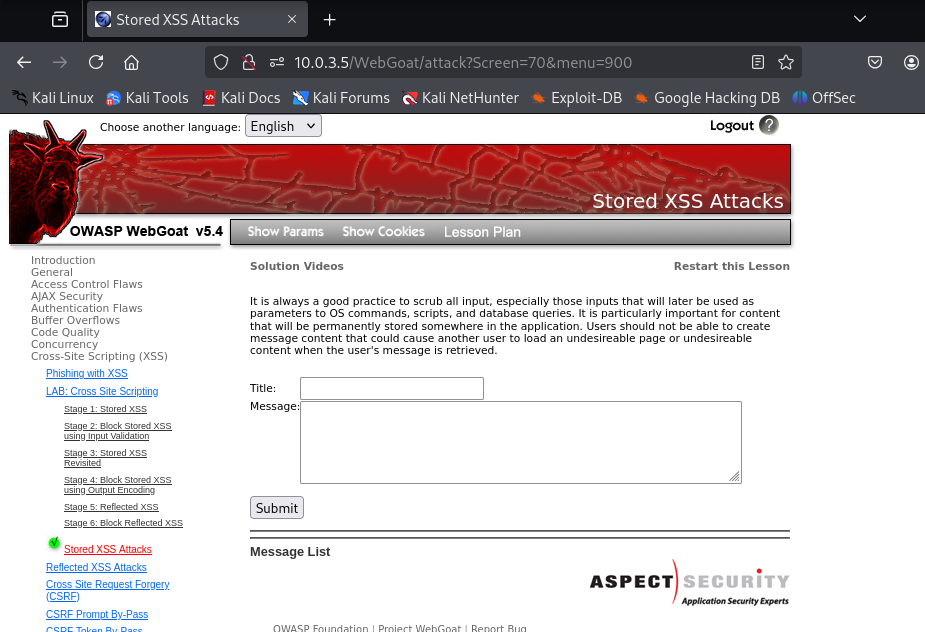 Stored XSS Attacks
10.0.3.5/WebGoat/attack?Screen=70&menu=900
Kali Linux Kali Tools Kali Docs Kali Forums Kali NetHunter Exploit-DB Google Hacking DB OffSec
Choose another language: English Logout ?
Stored XSS Attacks
OWASP WebGoat v5.4 Show Params Show Cookies Lesson Plan
Introduction
General
Access Control Flaws
AJAX Security
Authentication Flaws
Buffer Overflows
Code Quality
Concurrency
Cross-Site Scripting (XSS)
Phishing with XSS
LAB: Cross Site Scripting
Stage 1: Stored XSS
Stage 2: Block Stored XSS
using Input Validation
Stage 3: Stored XSS
Revisited
Stage 4: Block Stored XSS
using Output Encoding
Stage 5: Reflected XSS
Stage 6: Block Reflected XSS
Stored XSS Attacks
Reflected XSS Attacks
Cross Site Request Forgery
(CSRF)
CSRF Prompt By-Pass
CSRF Token By-Pass
Solution Videos Restart this Lesson
It is always a good practice to scrub all input, especially those inputs that will later be used as
parameters to OS commands, scripts, and database queries. It is particularly important for content
that will be permanently stored somewhere in the application. Users should not be able to create
message content that could cause another user to load an undesireable page or undesireable
content when the user's message is retrieved.
Title:
Message:
Submit
Message List
ASPECT SECURITY
Application Security Experts
OWASP Foundation | Project WebGoat | Report Bug